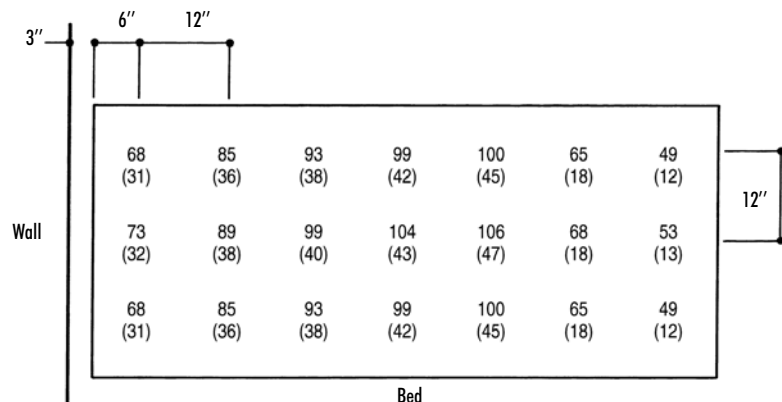 6″ 12″
3″
68 85 93 99 100 65 49
(31) (36) (38) (42) (45) (18) (12)
12″
Wall 73 89 99 104 106 68 53
(32) (38) (40) (43) (47) (18) (13)
68 85 93 99 100 65 49
(31) (36) (38) (42) (45) (18) (12)
Bed